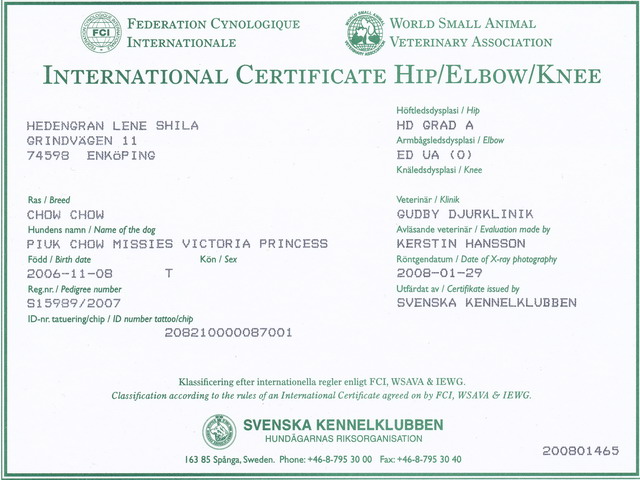 FCI
FEDERATION CYNOLOGIQUE
INTERNATIONALE
WORLD SMALL ANIMAL
VETERINARY ASSOCIATION
INTERNATIONAL CERTIFICATE HIP/ELBOW/KNEE
HEDENGRAN LENE SHILA
GRINDVÄGEN 11
74598 ENKÖPING
Höftledsdysplasi / Hip
HD GRAD A
Armbågsledsdysplasi / Elbow
ED UA (0)
Knäledsdysplasi / Knee
Ras / Breed
CHOW CHOW
Hundens namn / Name of the dog
PIUK CHOW MISSIES VICTORIA PRINCESS
Född / Birth date Kön / Sex
2006-11-08 T
Reg.nr. / Pedigree number
S15989/2007
ID-nr. tatuering/chip / ID number tattoo/chip
208210000087001
Veterinär / Klinik
GUDBY DJURKLINIK
Avläsande veterinär / Evaluation made by
KERSTIN HANSSON
Röntgendatum / Date of X-ray photography
2008-01-29
Utfärdat av / Certifikate issued by
SVENSKA KENNELKLUBBEN
Klassificering efter internationella regler enligt FCI, WSAVA & IEWG.
Classification according to the rules of an International Certificate agreed on by FCI, WSAVA & IEWG.
SVENSKA KENNELKLUBBEN
HUNDÄGARNAS RIKSORGANISATION
163 85 Spånga, Sweden. Phone: +46-8-795 30 00 Fax: +46-8-795 30 40
200801465